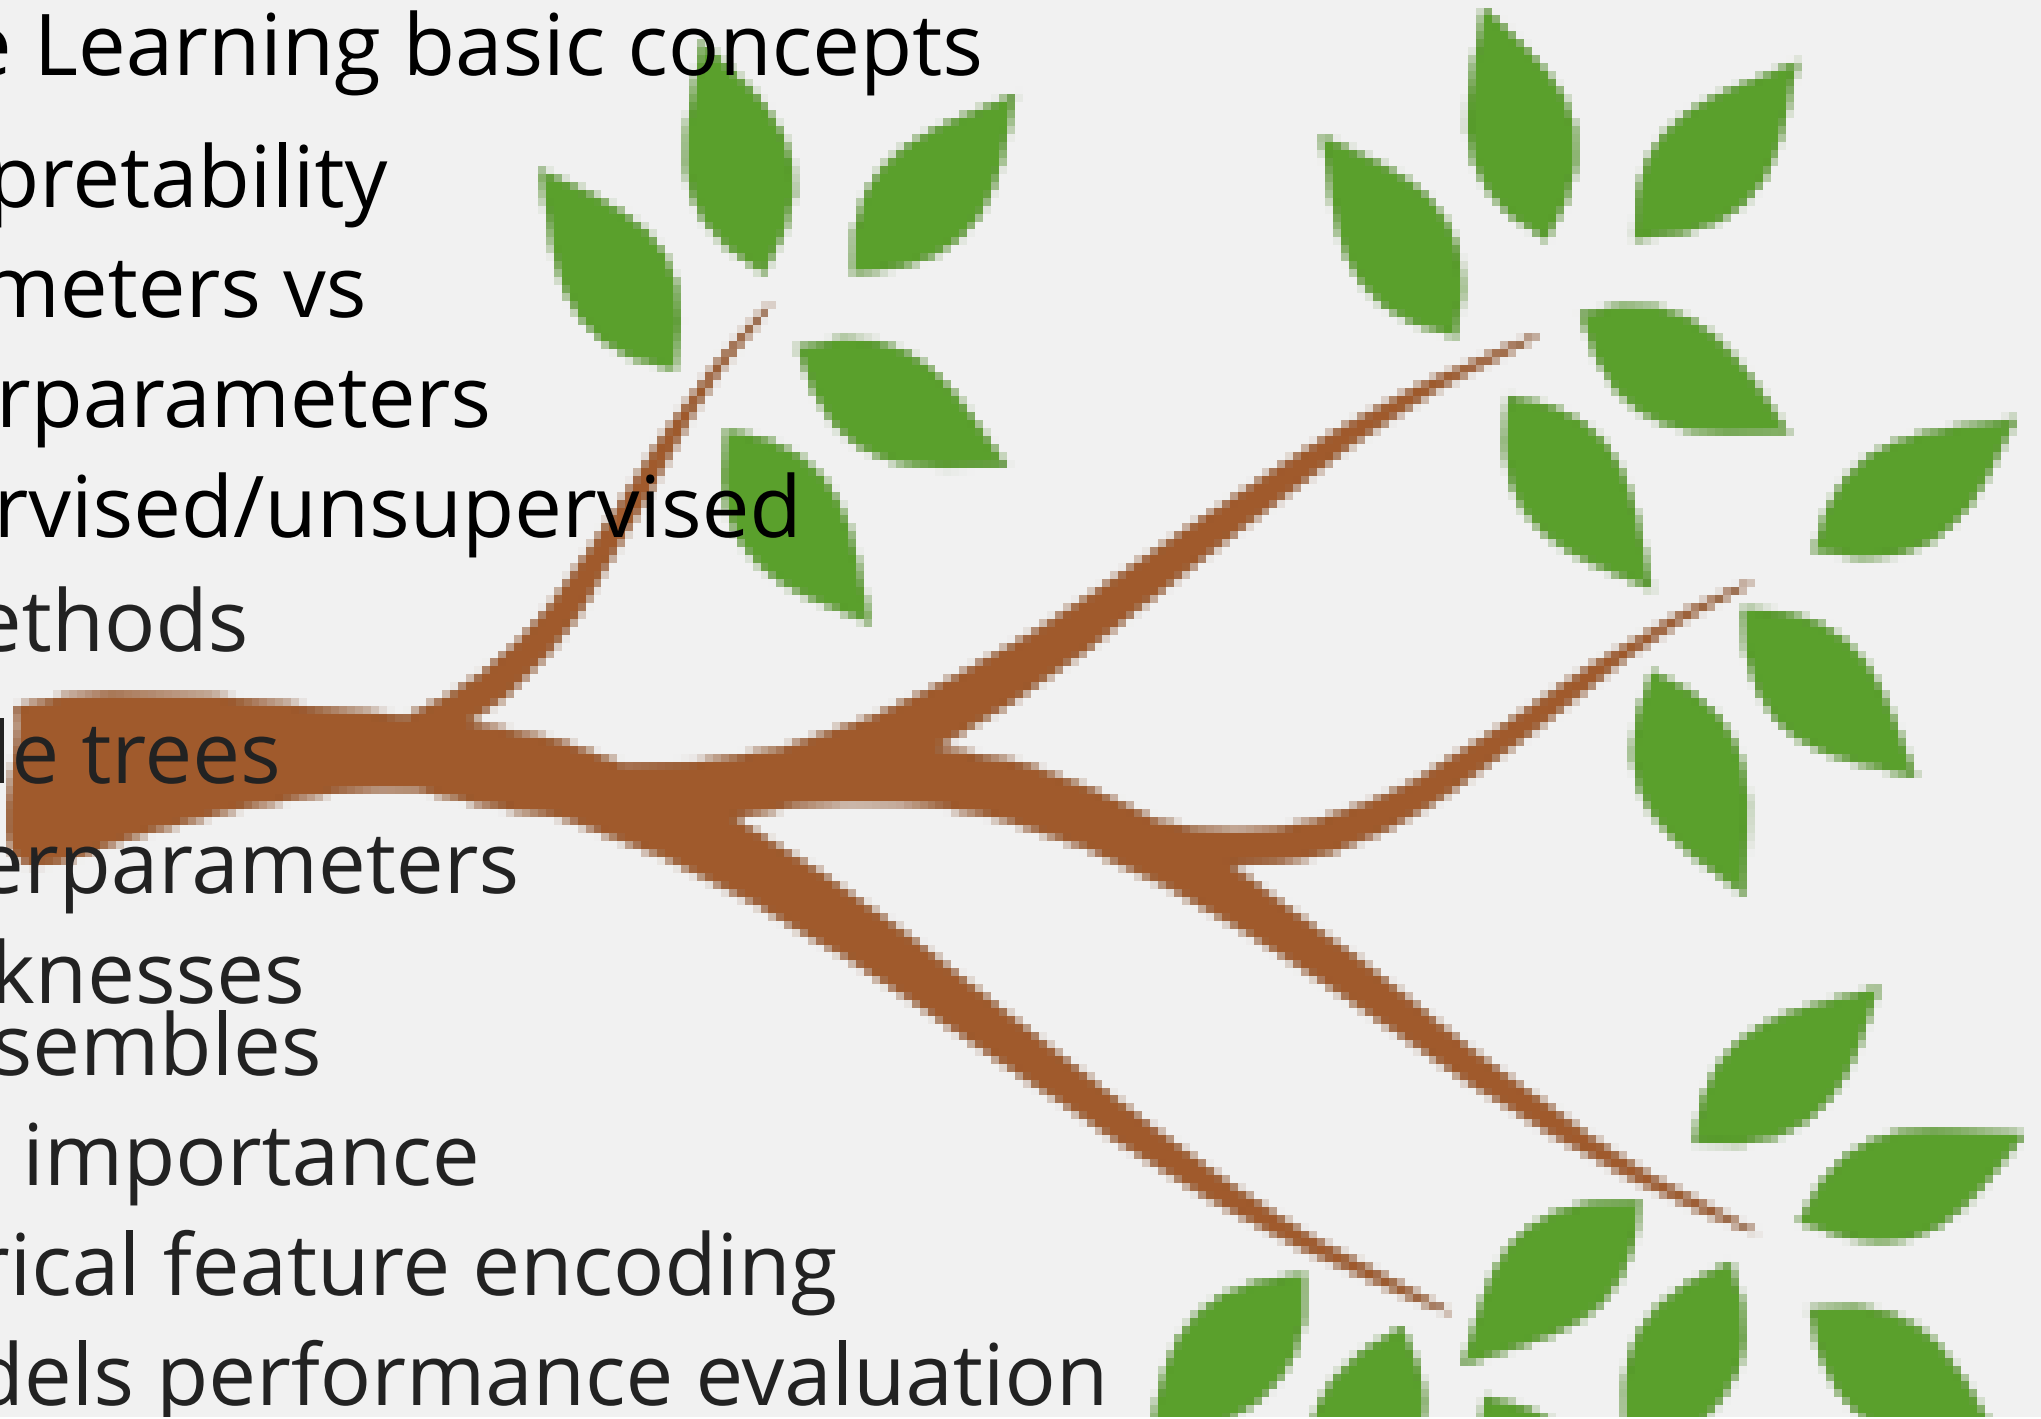 e Learning basic concepts
pretability
meters vs
rparameters
rvised/unsupervised
ethods
le trees
erparameters
knesses
sembles
importance
rical feature encoding
dels performance evaluation